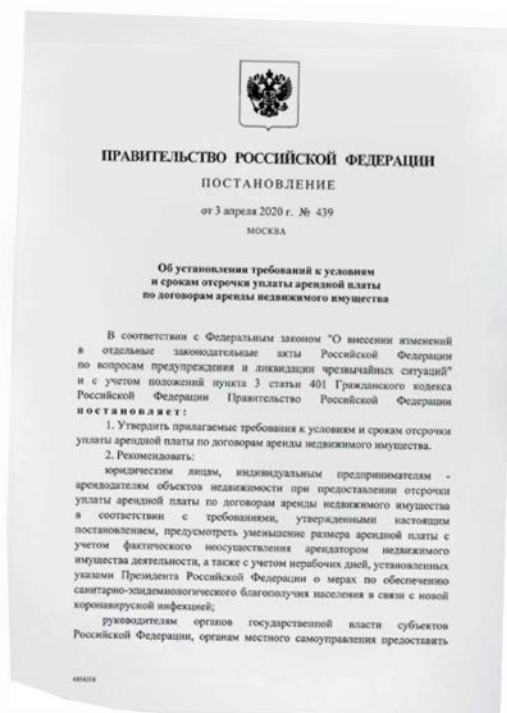 ПРАВИТЕЛЬСТВО РОССИЙСКОЙ ФЕДЕРАЦИИ
ПОСТАНОВЛЕНИЕ
от 3 апреля 2020 г. № 439
МОСКВА
Об установлении требований к условиям
и срокам отсрочки уплаты арендной платы
по договорам аренды недвижимого имущества
В соответствии с Федеральным законом "О внесении изменений
в отдельные законодательные акты Российской Федерации
по вопросам предупреждения и ликвидации чрезвычайных ситуаций"
и с учетом положений пункта 3 статьи 401 Гражданского кодекса
Российской Федерации Правительство Российской Федерации
постановляет:
1. Утвердить прилагаемые требования к условиям и срокам отсрочки
уплаты арендной платы по договорам аренды недвижимого имущества.
2. Рекомендовать:
юридическим лицам, индивидуальным предпринимателям -
арендодателям объектов недвижимости при предоставлении отсрочки
уплаты арендной платы по договорам аренды недвижимого имущества
в соответствии с требованиями, утвержденными настоящим
постановлением, предусмотреть уменьшение размера арендной платы с
учетом фактического неосуществления арендатором недвижимого
имущества деятельности, а также с учетом нерабочих дней, установленных
указами Президента Российской Федерации о мерах по обеспечению
санитарно-эпидемиологического благополучия населения в связи с новой
коронавирусной инфекцией;
руководителям органов государственной власти субъектов
Российской Федерации, органам местного самоуправления предоставить